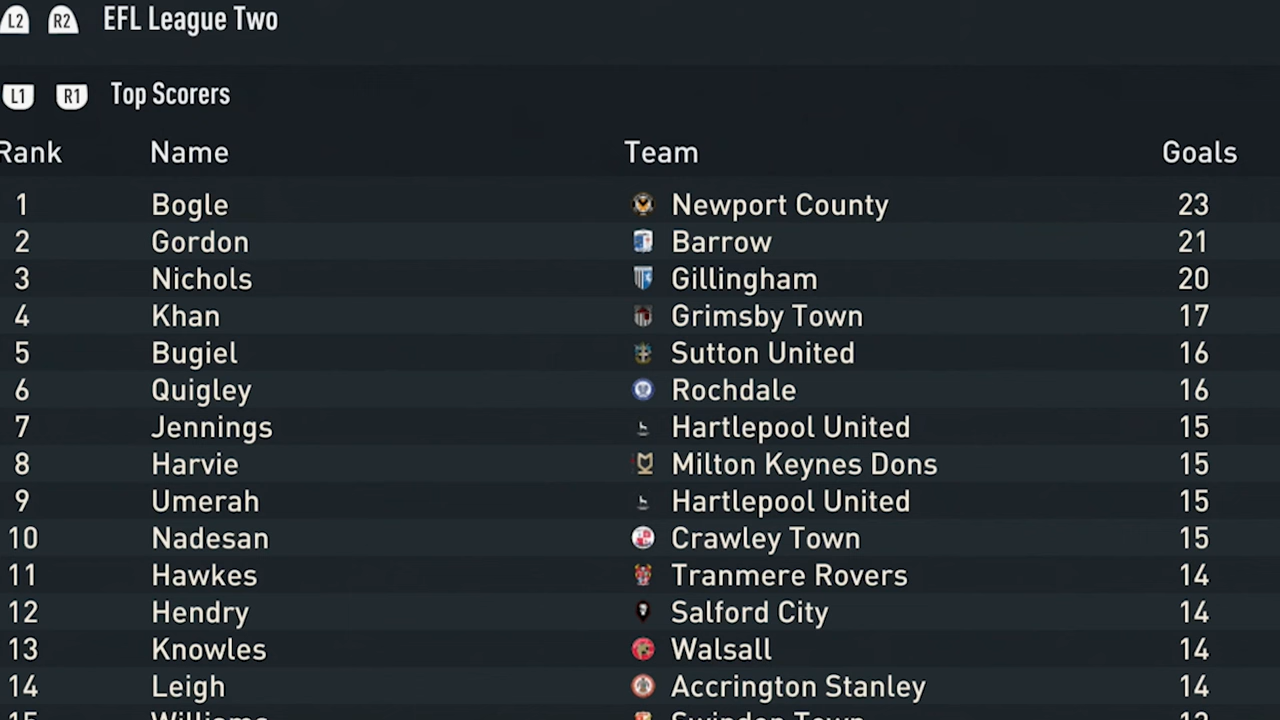 L2 R2 EFL League Two
L1 R1 Top Scorers
Rank Name Team Goals
1 Bogle Newport County 23
2 Gordon Barrow 21
3 Nichols Gillingham 20
4 Khan Grimsby Town 17
5 Bugiel Sutton United 16
6 Quigley Rochdale 16
7 Jennings Hartlepool United 15
8 Harvie Milton Keynes Dons 15
9 Umerah Hartlepool United 15
10 Nadesan Crawley Town 15
11 Hawkes Tranmere Rovers 14
12 Hendry Salford City 14
13 Knowles Walsall 14
14 Leigh Accrington Stanley 14
15 Williams Swindon Town